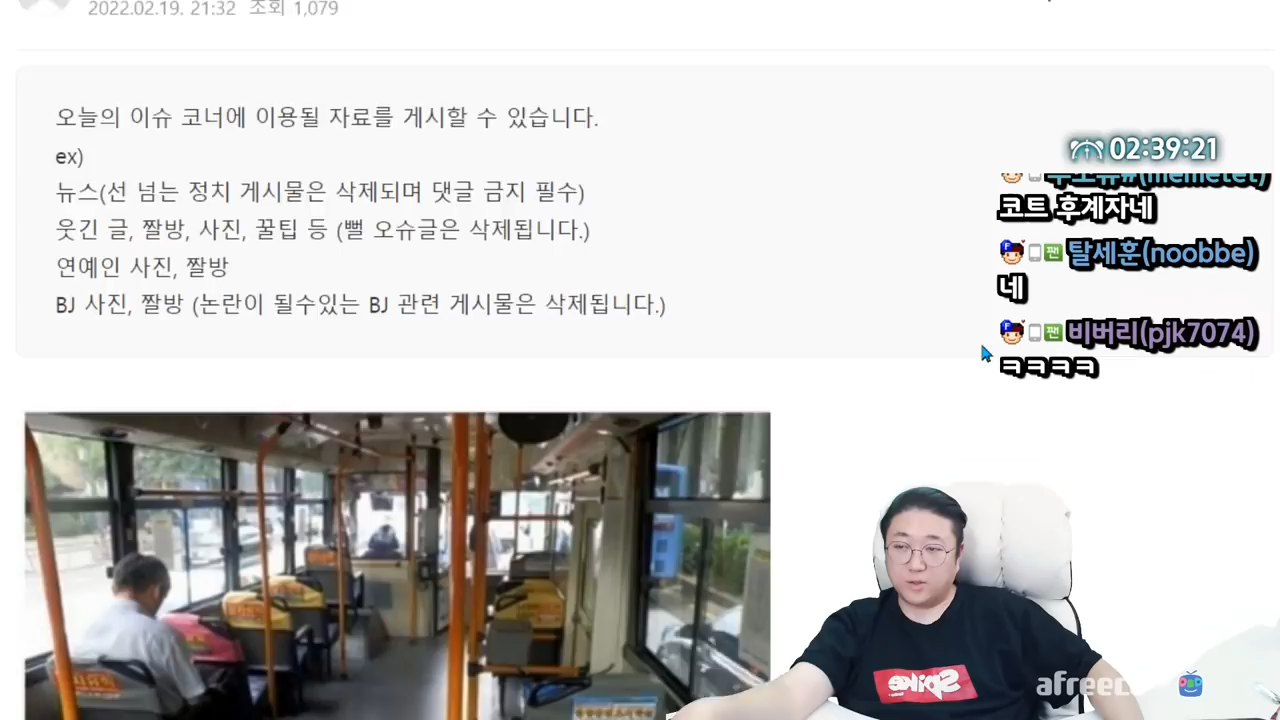 2022.02.19. 21:32 조회 1,079
오늘의 이슈 코너에 이용될 자료를 게시할 수 있습니다.
ex)
뉴스(선 넘는 정치 게시물은 삭제되며 댓글 금지 필수)
웃긴 글, 짤방, 사진, 꿀팁 등 (뻘 오슈글은 삭제됩니다.)
연예인 사진, 짤방
BJ 사진, 짤방 (논란이 될수있는 BJ 관련 게시물은 삭제됩니다.)
02:39:21
코트 후계자네
팬 탈세훈(noobbe)
네
팬 비버리(pjk7074)
ㅋㅋㅋㅋ
Spike